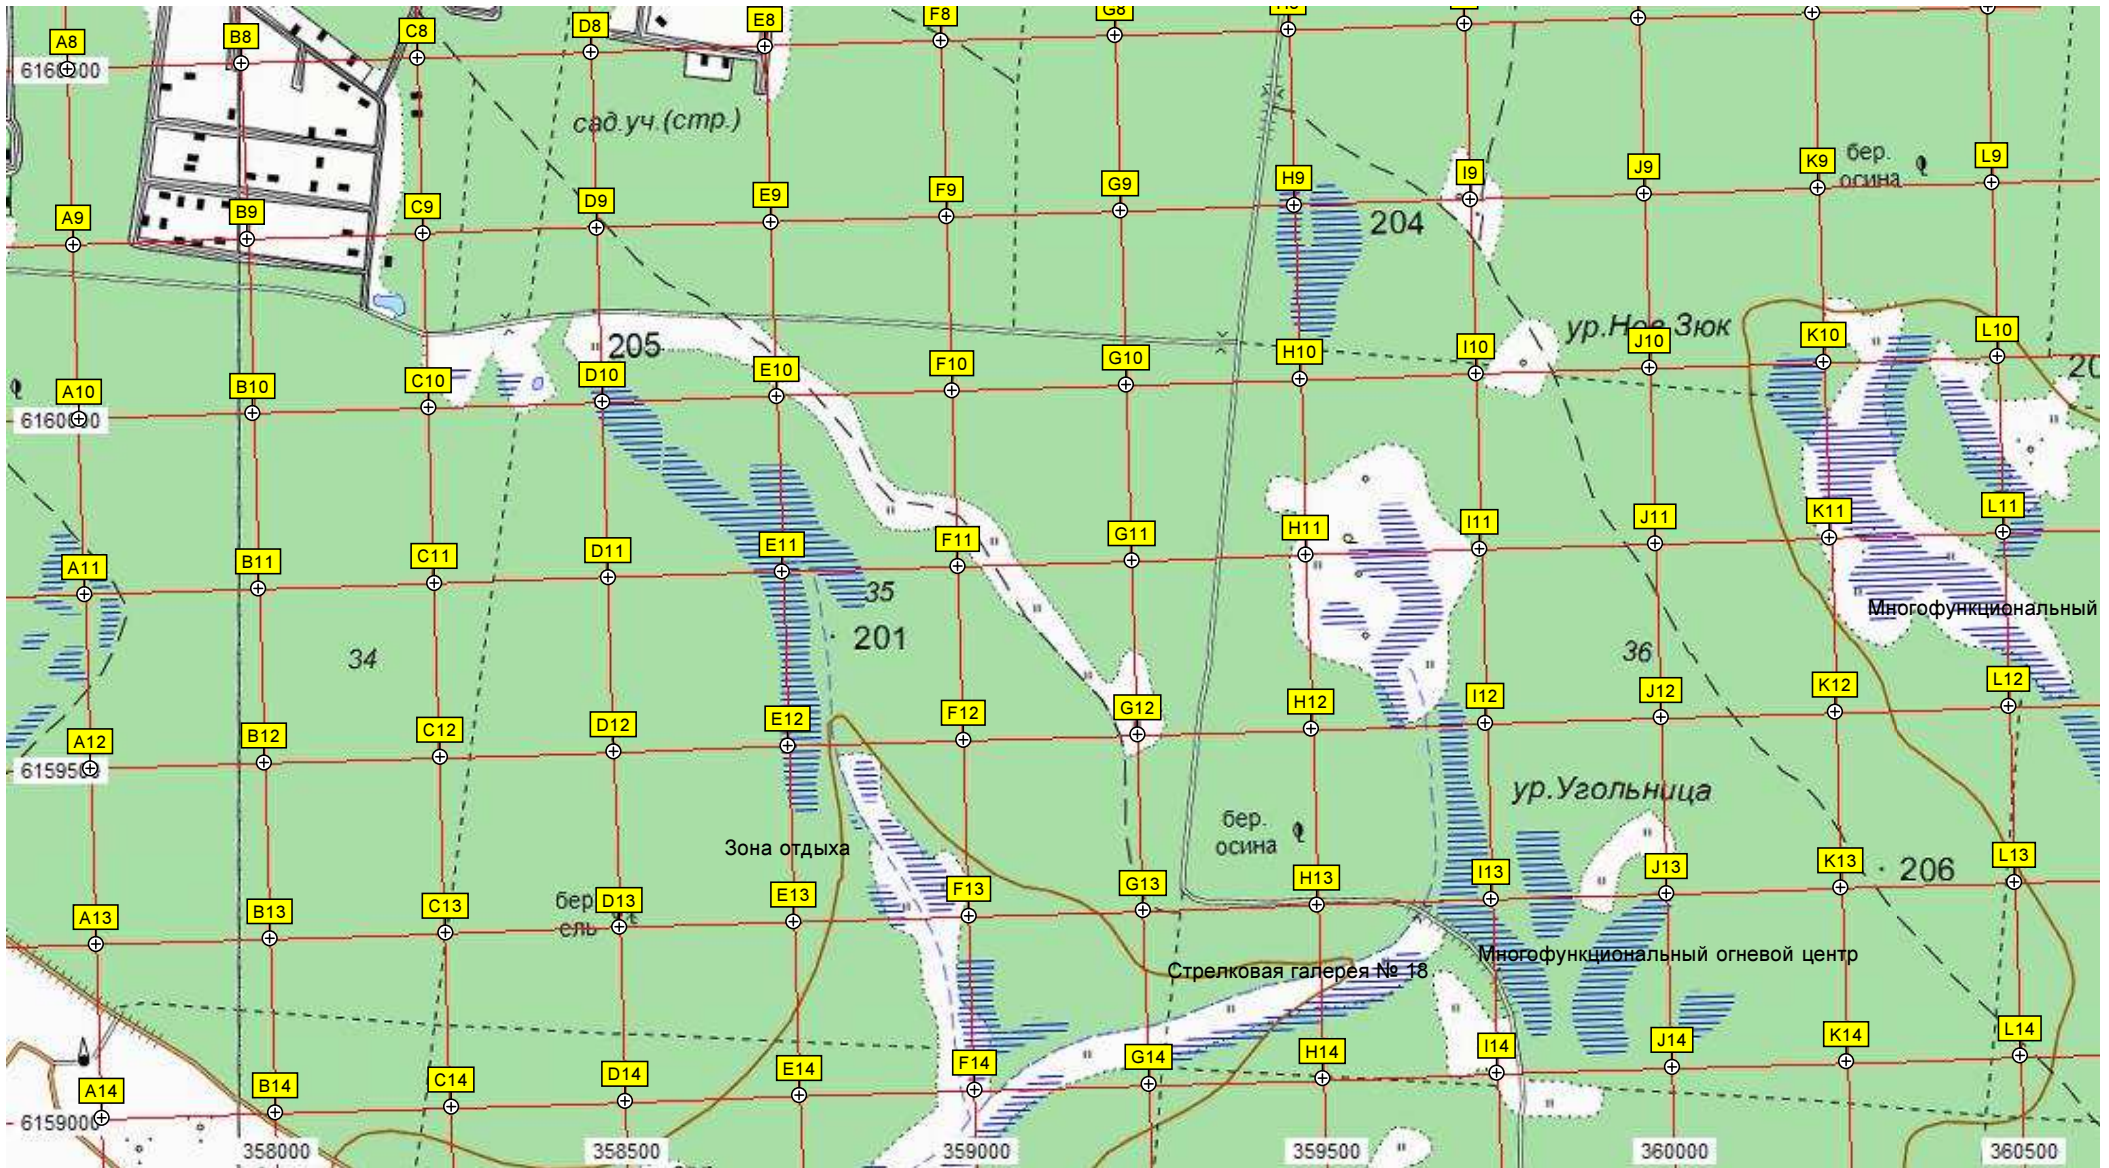 E8
F8
G8
A8
B8
C8
D8
сад.уч.(стр.)
бер.
осина
A9
B9
C9
D9
E9
F9
G9
H9
I9
J9
K9
L9
204
ур.Нов.Зюк
205
A10
B10
C10
D10
E10
F10
G10
H10
I10
J10
K10
L10
6160000
A11
B11
C11
D11
E11
F11
G11
H11
I11
J11
K11
L11
35
201
34
36
Многофункциональный
A12
B12
C12
D12
E12
F12
G12
H12
I12
J12
K12
L12
6159500
ур.Угольница
бер.
осина
Зона отдыха
206
A13
B13
C13
D13
E13
F13
G13
H13
I13
J13
K13
L13
бер.
ель
Многофункциональный огневой центр
Стрелковая галерея № 18
A14
B14
C14
D14
E14
F14
G14
H14
I14
J14
K14
L14
6159000
358000
358500
359000
359500
360000
360500